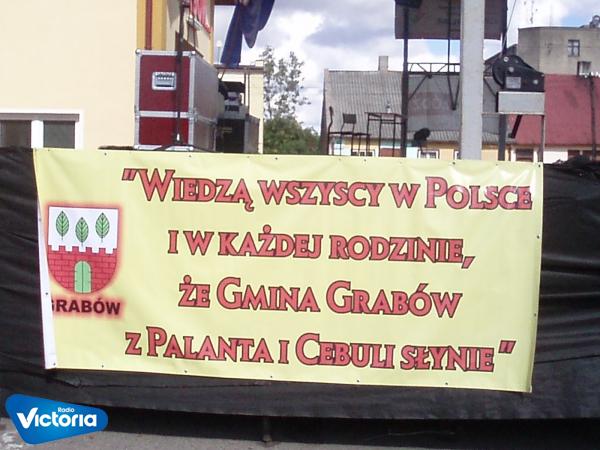 "WIEDZĄ WSZYSCY W POLSCE
I W KAŻDEJ RODZINIE,
ŻE GMINA GRABÓW
Z PALANTA I CEBULI SŁYNIE"
GRABÓW
Radio
Victoria